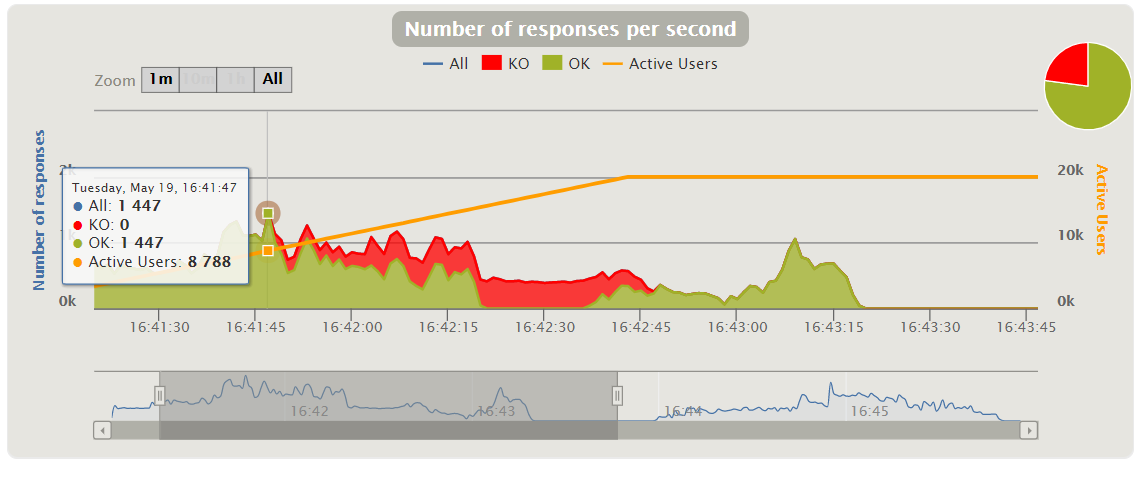 Number of responses per second
All KO OK Active Users
Zoom 1m 10m 1h All
Number of responses
Active Users
2k
20k
10k
0k
0k
Tuesday, May 19, 16:41:47
All: 1 447
KO: 0
OK: 1 447
Active Users: 8 788
16:41:30 16:41:45 16:42:00 16:42:15 16:42:30 16:42:45 16:43:00 16:43:15 16:43:30 16:43:45
16:42 16:43 16:44 16:45